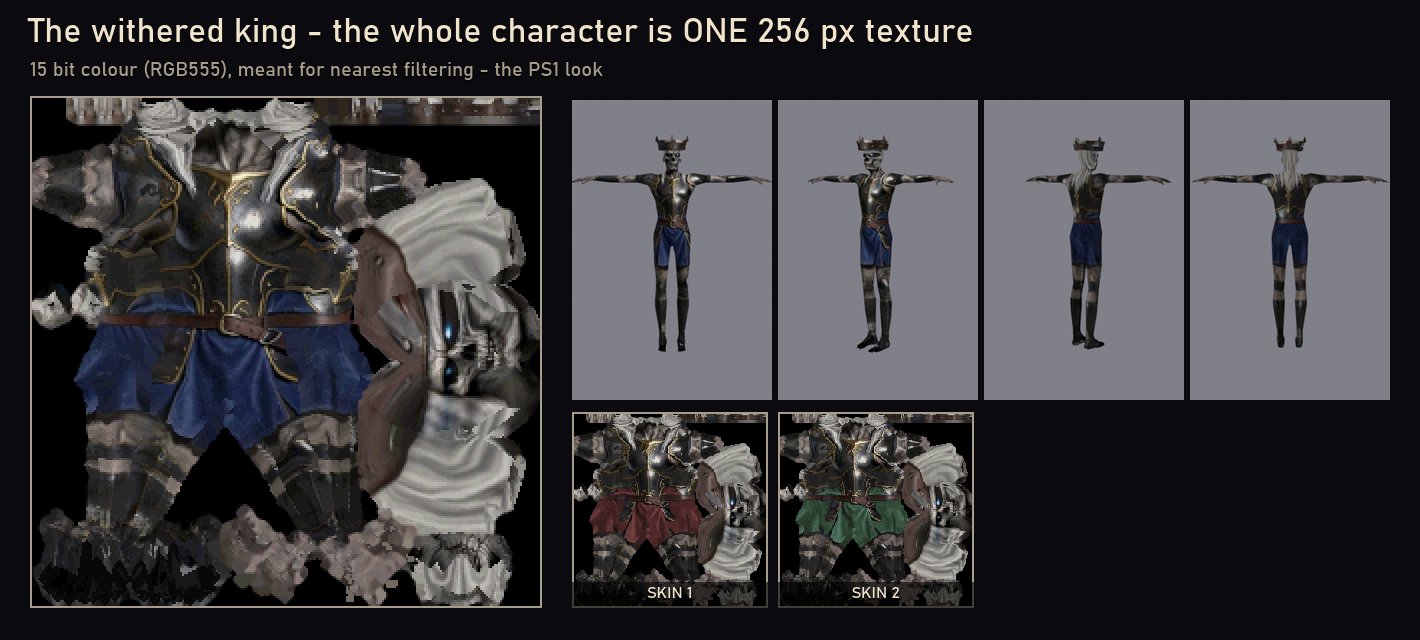 The withered king - the whole character is ONE 256 px texture
15 bit colour (RGB555), meant for nearest filtering - the PS1 look
SKIN 1
SKIN 2